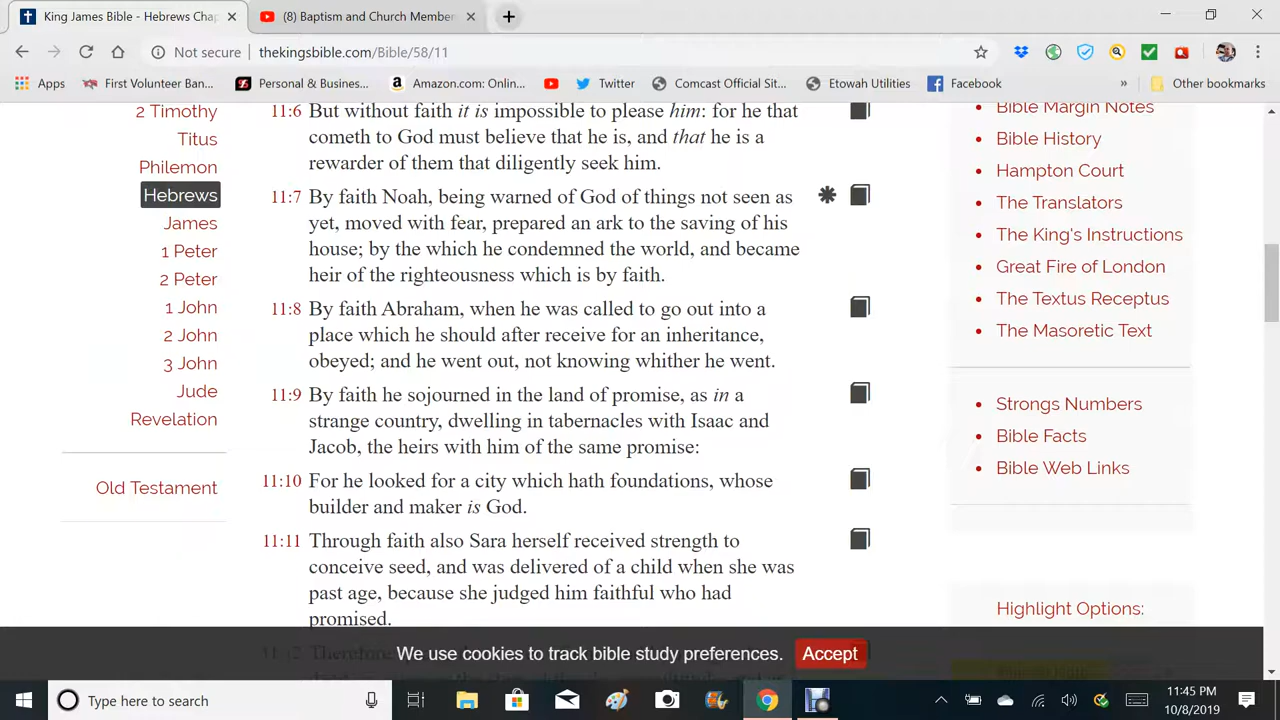 King James Bible - Hebrews Chap
(8) Baptism and Church Member
Not secure
thekingsbible.com/Bible/58/11
Apps
First Volunteer Ban...
Personal & Busines...
Amazon.com: Onlin...
Twitter
Comcast Official Sit...
Etowah Utilities
Facebook
»
Other bookmarks
2 Timothy
Titus
Philemon
Hebrews
James
1 Peter
2 Peter
1 John
2 John
3 John
Jude
Revelation
Old Testament
11:6 But without faith it is impossible to please him: for he that
cometh to God must believe that he is, and that he is a
rewarder of them that diligently seek him.
11:7 By faith Noah, being warned of God of things not seen as
yet, moved with fear, prepared an ark to the saving of his
house; by the which he condemned the world, and became
heir of the righteousness which is by faith.
11:8 By faith Abraham, when he was called to go out into a
place which he should after receive for an inheritance,
obeyed; and he went out, not knowing whither he went.
11:9 By faith he sojourned in the land of promise, as in a
strange country, dwelling in tabernacles with Isaac and
Jacob, the heirs with him of the same promise:
11:10 For he looked for a city which hath foundations, whose
builder and maker is God.
11:11 Through faith also Sara herself received strength to
conceive seed, and was delivered of a child when she was
past age, because she judged him faithful who had
promised.
Bible Margin Notes
Bible History
Hampton Court
The Translators
The King's Instructions
Great Fire of London
The Textus Receptus
The Masoretic Text
Strongs Numbers
Bible Facts
Bible Web Links
Highlight Options:
We use cookies to track bible study preferences. Accept
Type here to search
11:45 PM
10/8/2019